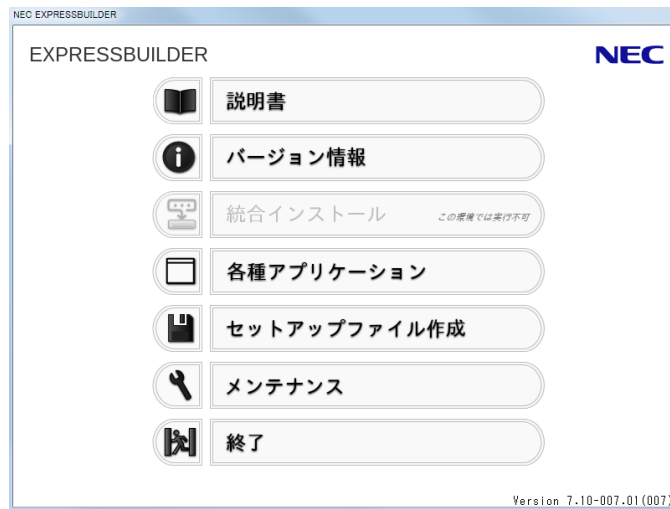 NEC EXPRESSBUILDER
EXPRESSBUILDER
NEC
説明書
バージョン情報
統合インストール この環境では実行不可
各種アプリケーション
セットアップファイル作成
メンテナンス
終了
Version 7.10-007.01(007)